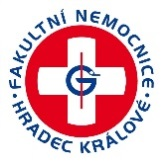 FAKULTNÍ NEMOCNICE
G
HRADEC KRÁLOVÉ